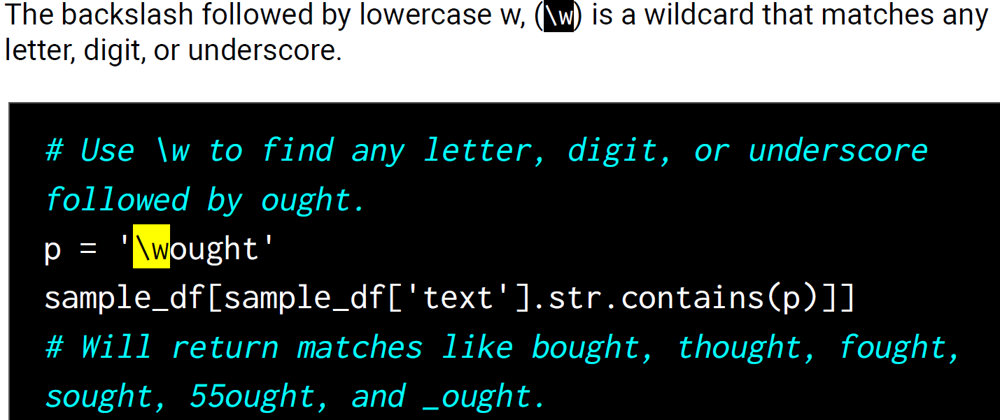 The backslash followed by lowercase w, (\w) is a wildcard that matches any
letter, digit, or underscore.
# Use \w to find any letter, digit, or underscore
followed by ought.
p = '\wought'
sample_df[sample_df['text'].str.contains(p)]]
# Will return matches like bought, thought, fought,
sought, 55ought, and _ought.